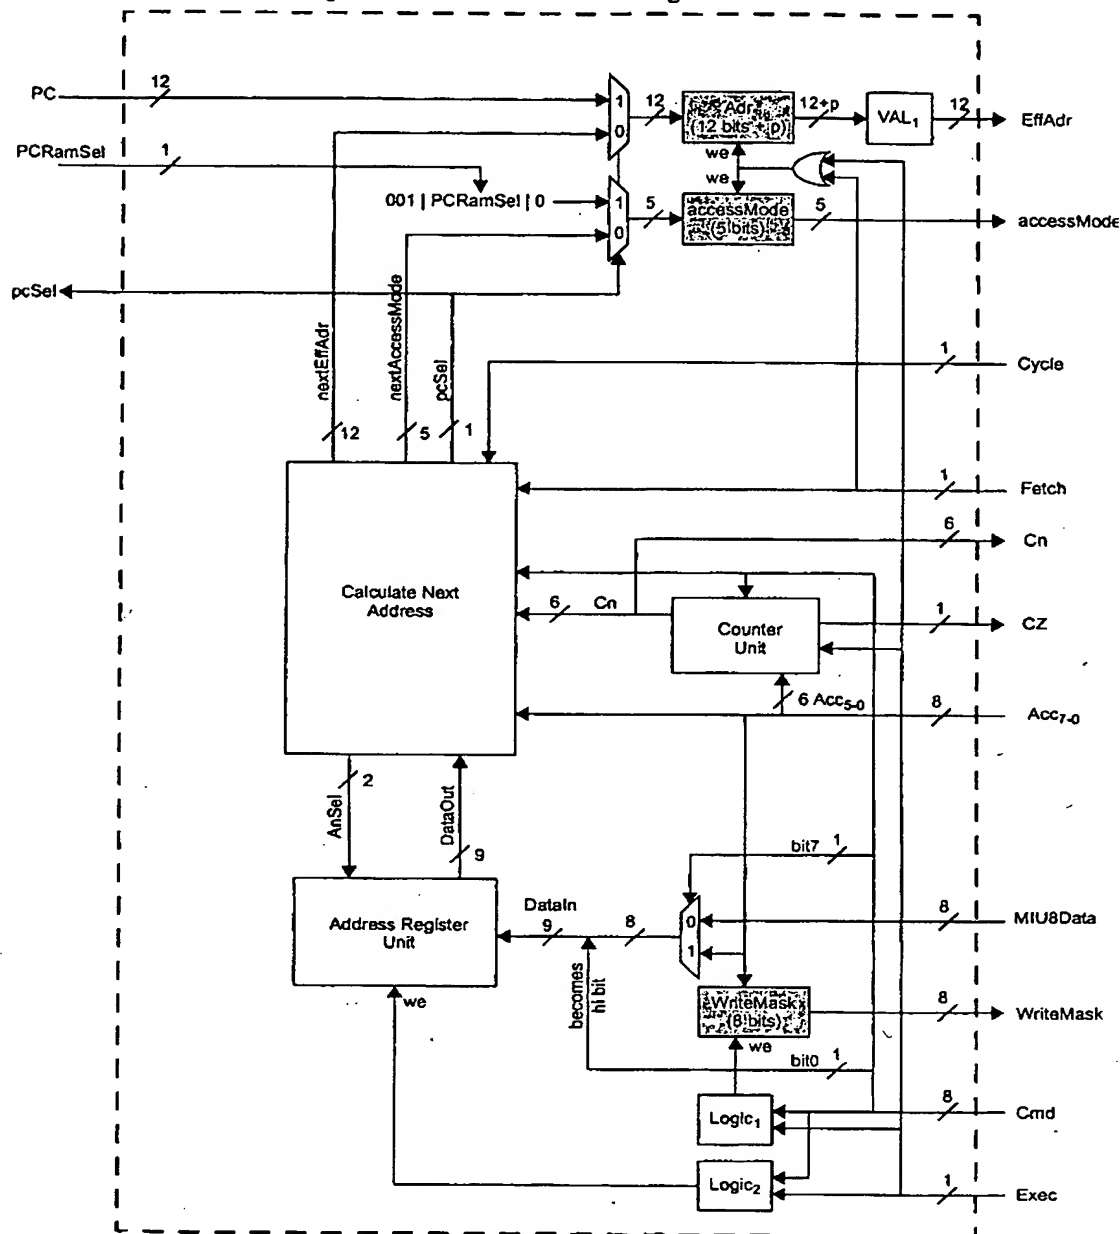 PC
12
1
0
12
Adr
(12 bits + p)
12+p
VAL1
12
EffAdr
PCRamSel
1
we
we
001 | PCRamSel | 0
1
0
5
accessMode
(5 bits)
5
accessMode
pcSel
nextEffAdr
nextAccessMode
pcSel
12
5
1
1
Cycle
1
Fetch
6
Cn
Calculate Next
Address
6
Cn
Counter
Unit
1
CZ
6 Acc5-0
8
Acc7-0
AnSel
2
DataOut
9
bit7
1
Address Register
Unit
DataIn
9
8
0
1
8
MIU8Data
becomes
hi bit
WriteMask
(8 bits)
8
WriteMask
we
we
bit0
1
Logic1
8
Cmd
Logic2
1
Exec